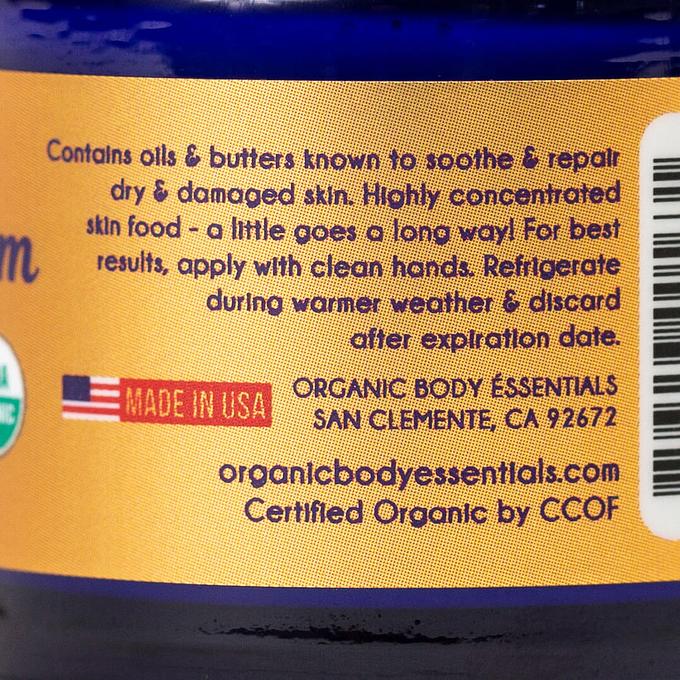 Contains oils & butters known to soothe & repair
dry & damaged skin. Highly concentrated
skin food - a little goes a long way! For best
results, apply with clean hands. Refrigerate
during warmer weather & discard
after expiration date.
MADE IN USA
ORGANIC BODY ESSENTIALS
SAN CLEMENTE, CA 92672
organicbodyessentials.com
Certified Organic by CCOF